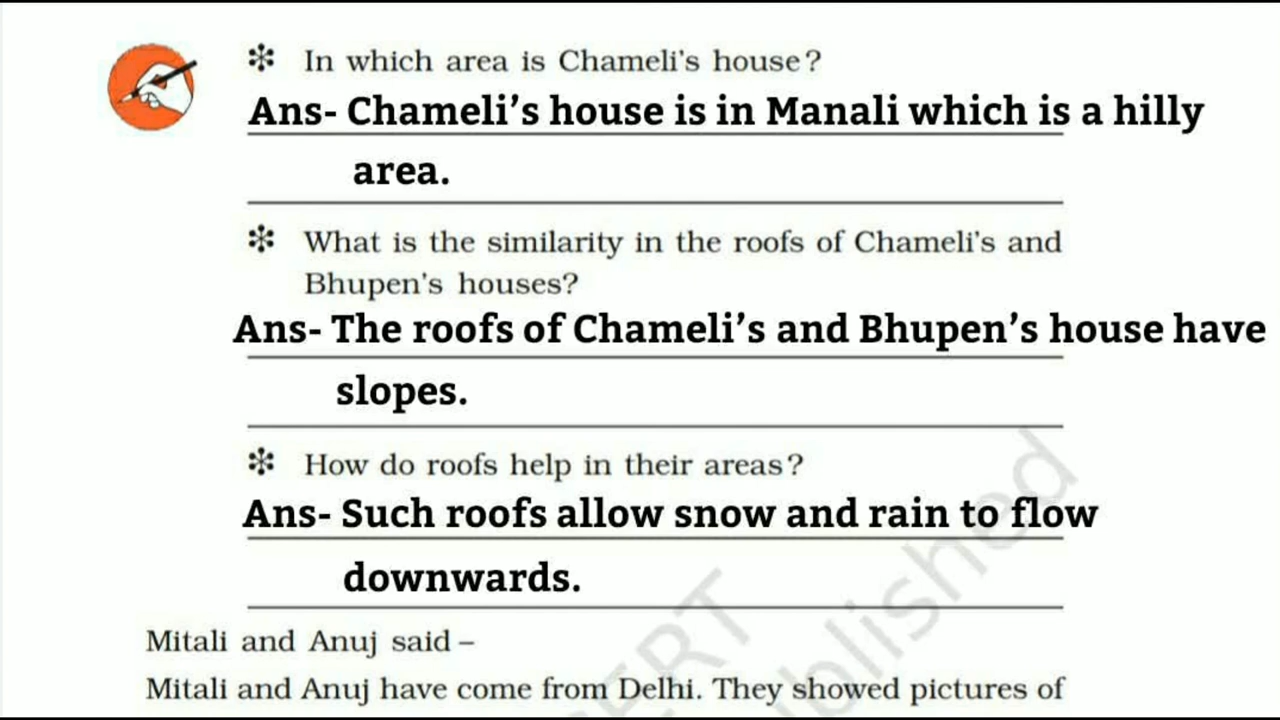 ❇ In which area is Chameli's house?
Ans- Chameli's house is in Manali which is a hilly
area.
❇ What is the similarity in the roofs of Chameli's and
Bhupen's houses?
Ans- The roofs of Chameli's and Bhupen's house have
slopes.
❇ How do roofs help in their areas?
Ans- Such roofs allow snow and rain to flow
downwards.
Mitali and Anuj said –
Mitali and Anuj have come from Delhi. They showed pictures of